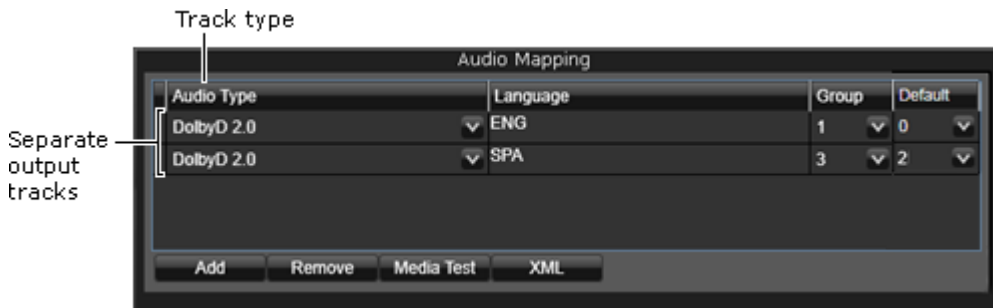 Track type
Audio Mapping
Audio Type Language Group Default
DolbyD 2.0 ENG 1 0
DolbyD 2.0 SPA 3 2
Separate
output
tracks
Add Remove Media Test XML